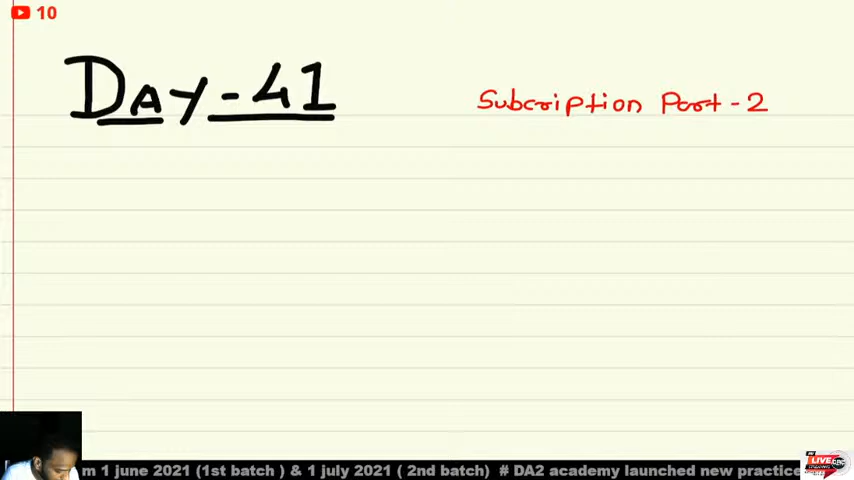 10
DAY-41
Subcription Part-2
m 1 june 2021 (1st batch ) & 1 july 2021 ( 2nd batch) # DA2 academy launched new practice
LIVE